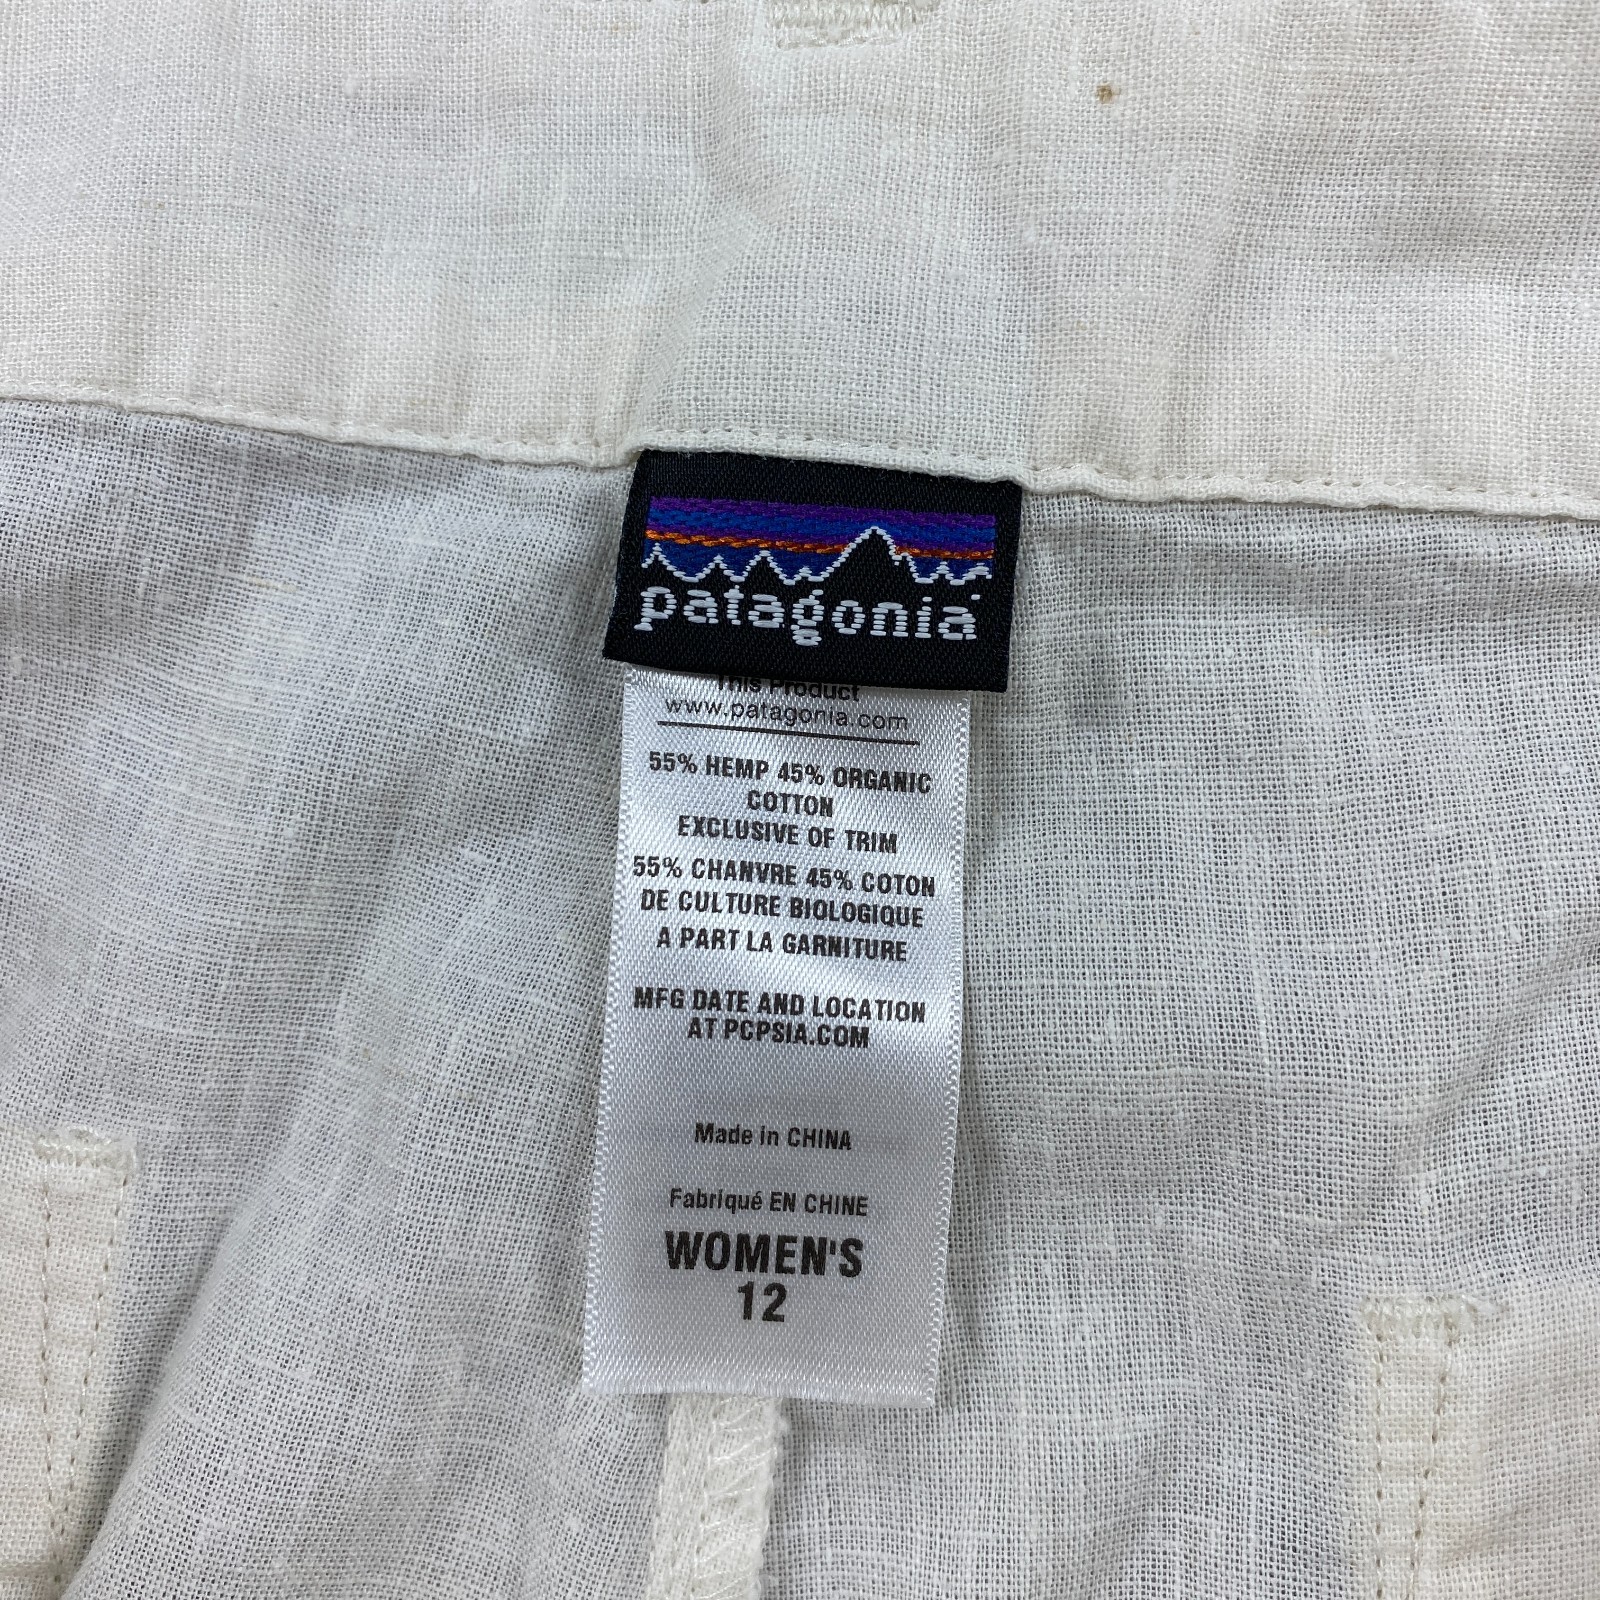 patagonia
This Product
www.patagonia.com
55% HEMP 45% ORGANIC
COTTON
EXCLUSIVE OF TRIM
55% CHANVRE 45% COTON
DE CULTURE BIOLOGIQUE
A PART LA GARNITURE
MFG DATE AND LOCATION
AT PCPSIA.COM
Made in CHINA
Fabriqué EN CHINE
WOMEN'S
12